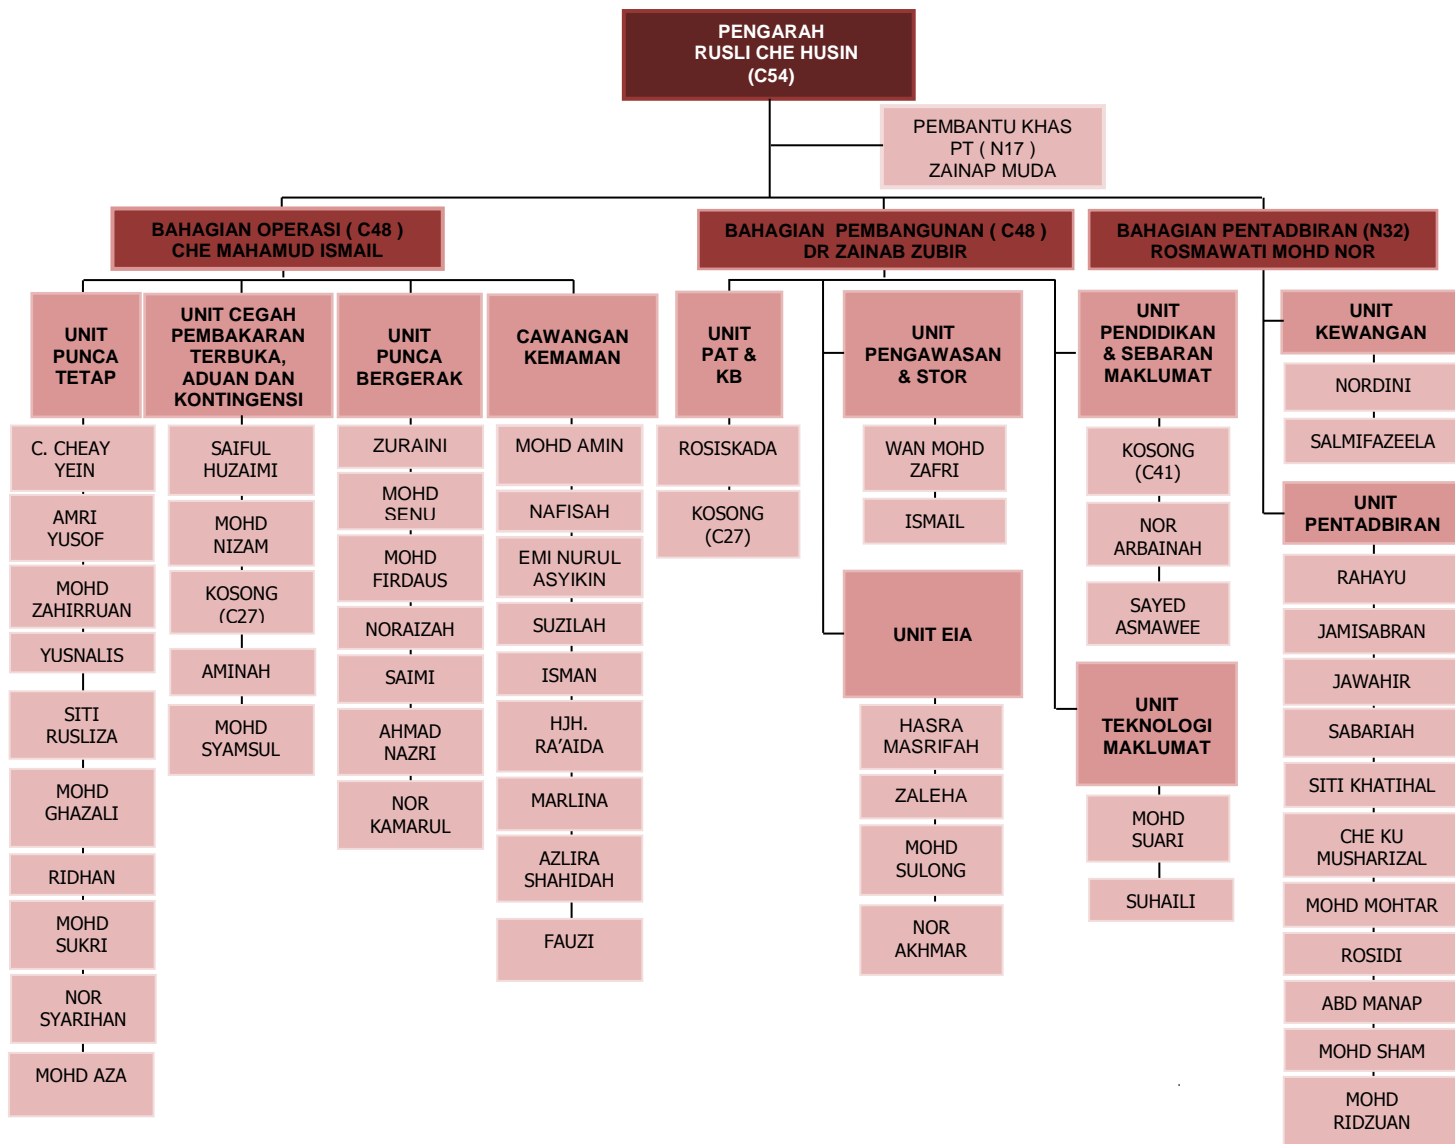 PENGARAH
RUSLI CHE HUSIN
(C54)
PEMBANTU KHAS
PT ( N17 )
ZAINAP MUDA
BAHAGIAN OPERASI ( C48 )
CHE MAHAMUD ISMAIL
BAHAGIAN PEMBANGUNAN ( C48 )
DR ZAINAB ZUBIR
BAHAGIAN PENTADBIRAN (N32)
ROSMAWATI MOHD NOR
UNIT
PUNCA
TETAP
C. CHEAY
YEIN
AMRI
YUSOF
MOHD
ZAHIRRUAN
YUSNALIS
SITI
RUSLIZA
MOHD
GHAZALI
RIDHAN
MOHD
SUKRI
NOR
SYARIHAN
MOHD AZA
UNIT CEGAH
PEMBAKARAN
TERBUKA,
ADUAN DAN
KONTINGENSI
SAIFUL
HUZAIMI
MOHD
NIZAM
KOSONG
(C27)
AMINAH
MOHD
SYAMSUL
UNIT
PUNCA
BERGERAK
ZURAINI
MOHD
SENU
MOHD
FIRDAUS
NORAIZAH
SAIMI
AHMAD
NAZRI
NOR
KAMARUL
CAWANGAN
KEMAMAN
MOHD AMIN
NAFISAH
EMI NURUL
ASYIKIN
SUZILAH
ISMAN
HJH.
RA’AIDA
MARLINA
AZLIRA
SHAHIDAH
FAUZI
UNIT
PAT &
KB
ROSISKADA
KOSONG
(C27)
UNIT
PENGAWASAN
& STOR
WAN MOHD
ZAFRI
ISMAIL
UNIT EIA
HASRA
MASRIFAH
ZALEHA
MOHD
SULONG
NOR
AKHMAR
UNIT
PENDIDIKAN
& SEBARAN
MAKLUMAT
KOSONG
(C41)
NOR
ARBAINAH
SAYED
ASMAWEE
UNIT
TEKNOLOGI
MAKLUMAT
MOHD
SUARI
SUHAILI
UNIT
KEWANGAN
NORDINI
SALMIFAZEELA
UNIT
PENTADBIRAN
RAHAYU
JAMISABRAN
JAWAHIR
SABARIAH
SITI KHATIHAL
CHE KU
MUSHARIZAL
MOHD MOHTAR
ROSIDI
ABD MANAP
MOHD SHAM
MOHD
RIDZUAN